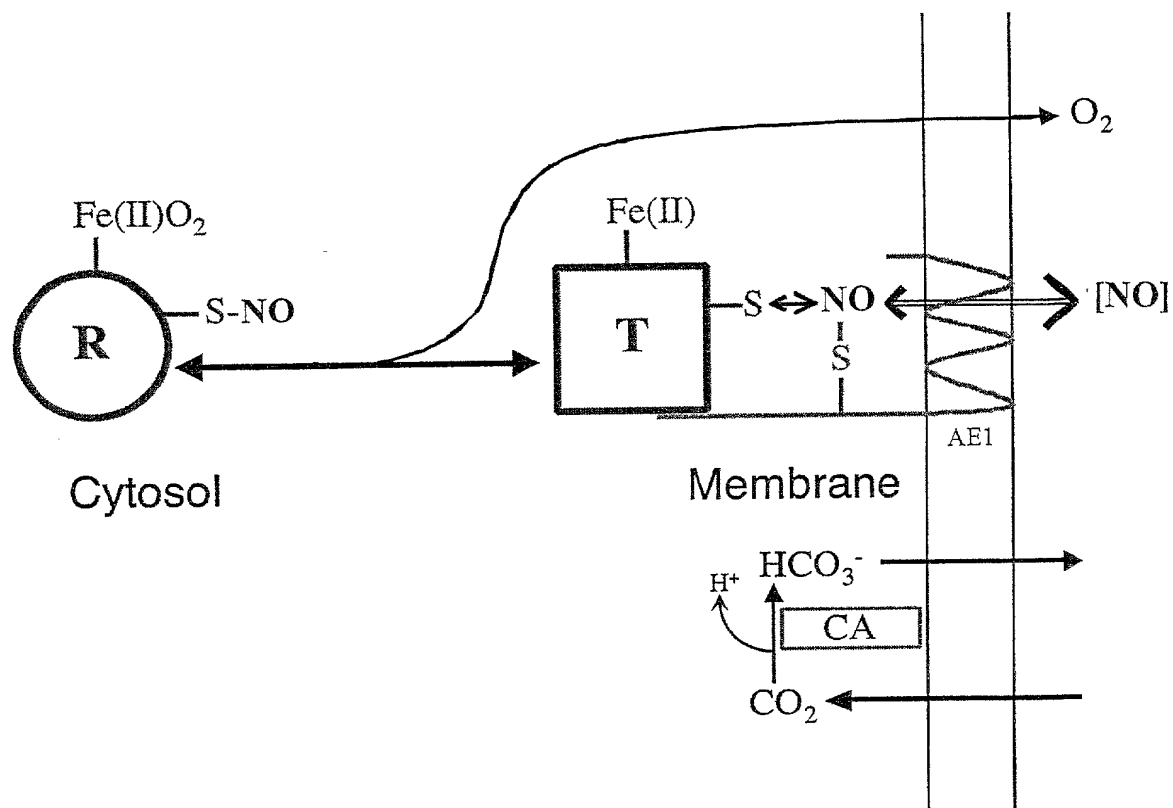 O₂
Fe(II)O₂
Fe(II)
S-NO
S
NO
[NO]
R
T
S
AE1
Cytosol
Membrane
HCO₃⁻
H⁺
CA
CO₂